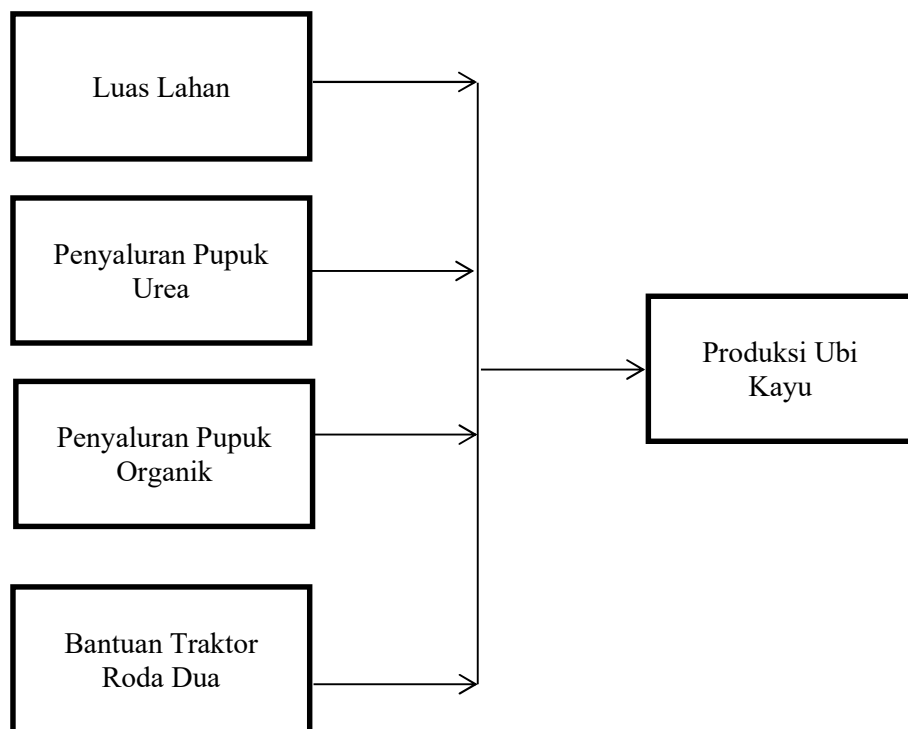 Luas Lahan
Penyaluran Pupuk
Urea
Penyaluran Pupuk
Organik
Bantuan Traktor
Roda Dua
Produksi Ubi
Kayu